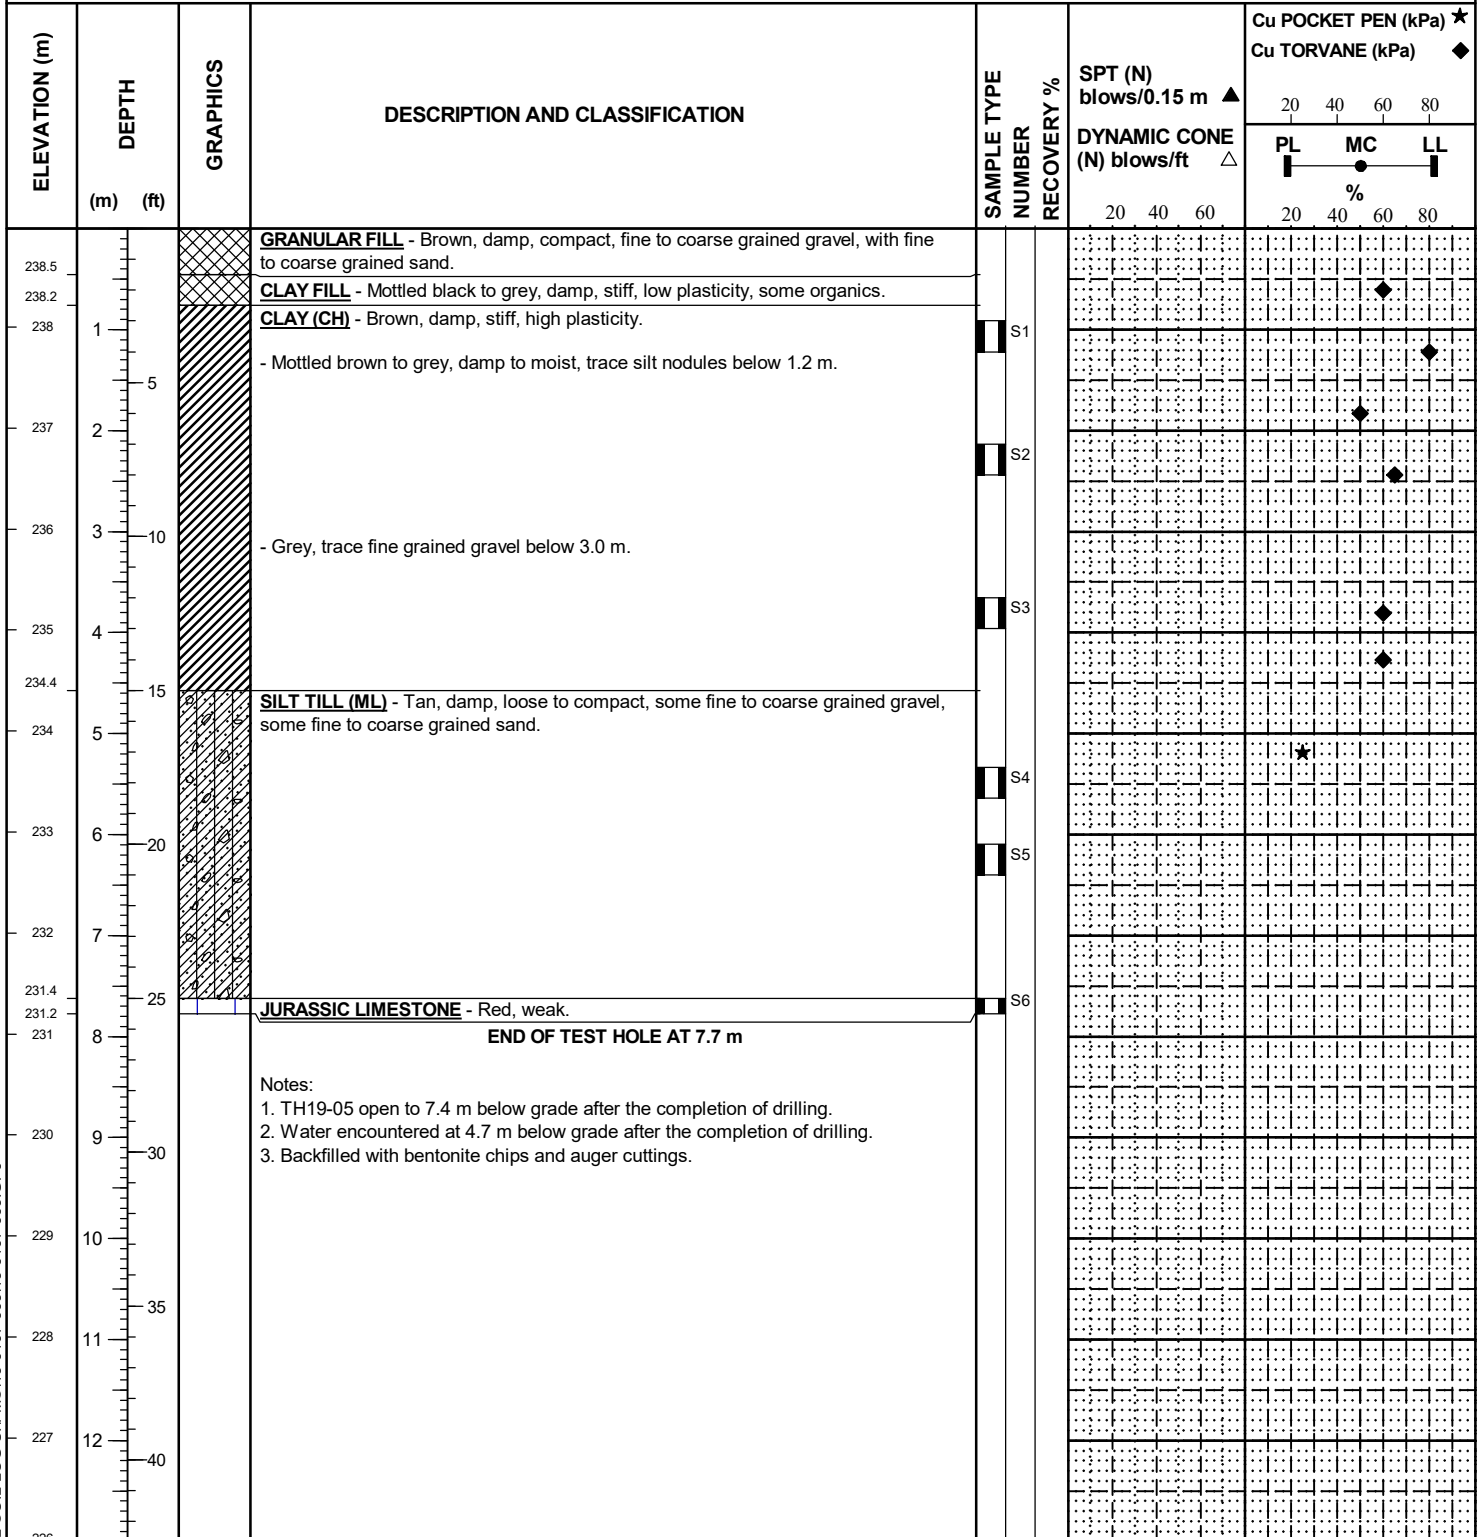 ELEVATION (m)
DEPTH
(m) (ft)
GRAPHICS
DESCRIPTION AND CLASSIFICATION
SAMPLE TYPE
NUMBER
RECOVERY %
SPT (N)
blows/0.15 m
DYNAMIC CONE
(N) blows/ft
20 40 60
Cu POCKET PEN (kPa)
Cu TORVANE (kPa)
20 40 60 80
PL MC LL
%
20 40 60 80
GRANULAR FILL - Brown, damp, compact, fine to coarse grained gravel, with fine
to coarse grained sand.
238.5
CLAY FILL - Mottled black to grey, damp, stiff, low plasticity, some organics.
238.2
CLAY (CH) - Brown, damp, stiff, high plasticity.
238 1 S1
- Mottled brown to grey, damp to moist, trace silt nodules below 1.2 m.
5
237 2
S2
236 3 10
- Grey, trace fine grained gravel below 3.0 m.
S3
235 4
234.4 15
SILT TILL (ML) - Tan, damp, loose to compact, some fine to coarse grained gravel,
some fine to coarse grained sand.
234 5
S4
233 6
20 S5
232 7
231.4 25 S6
JURASSIC LIMESTONE - Red, weak.
231.2
231 8
END OF TEST HOLE AT 7.7 m
Notes:
1. TH19-05 open to 7.4 m below grade after the completion of drilling.
2. Water encountered at 4.7 m below grade after the completion of drilling.
3. Backfilled with bentonite chips and auger cuttings.
230 9
30
229 10
35
228 11
227 12
40